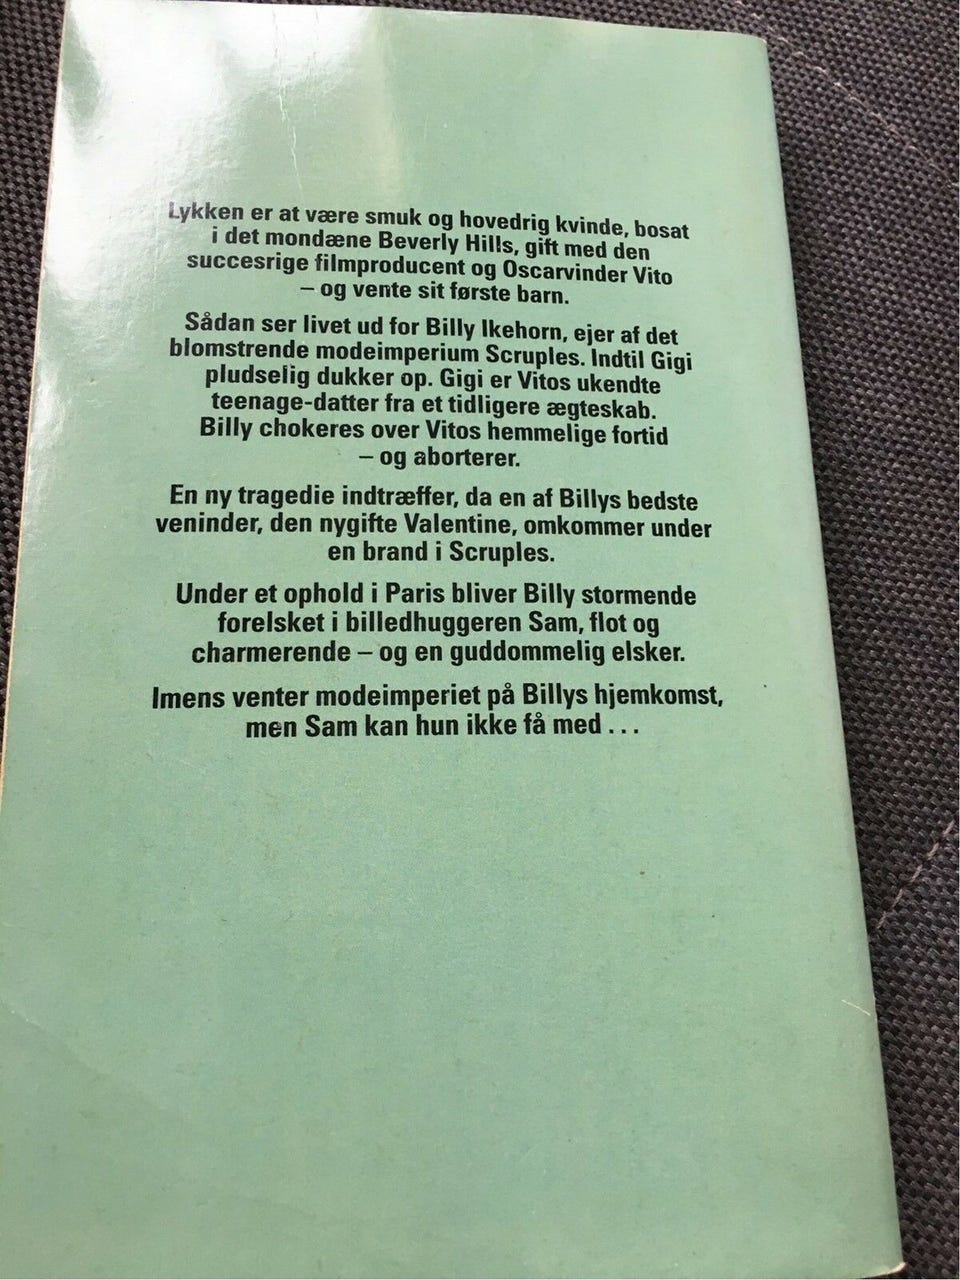 Lykken er at være smuk og hovedrig kvinde, bosat
i det mondæne Beverly Hills, gift med den
succesrige filmproducent og Oscarvinder Vito
– og vente sit første barn.
Sådan ser livet ud for Billy Ikehorn, ejer af det
blomstrende modeimperium Scruples. Indtil Gigi
pludselig dukker op. Gigi er Vitos ukendte
teenage-datter fra et tidligere ægteskab.
Billy chokeres over Vitos hemmelige fortid
– og aborterer.
En ny tragedie indtræffer, da en af Billys bedste
veninder, den nygifte Valentine, omkommer under
en brand i Scruples.
Under et ophold i Paris bliver Billy stormende
forelsket i billedhuggeren Sam, flot og
charmerende – og en guddommelig elsker.
Imens venter modeimperiet på Billys hjemkomst,
men Sam kan hun ikke få med . . .